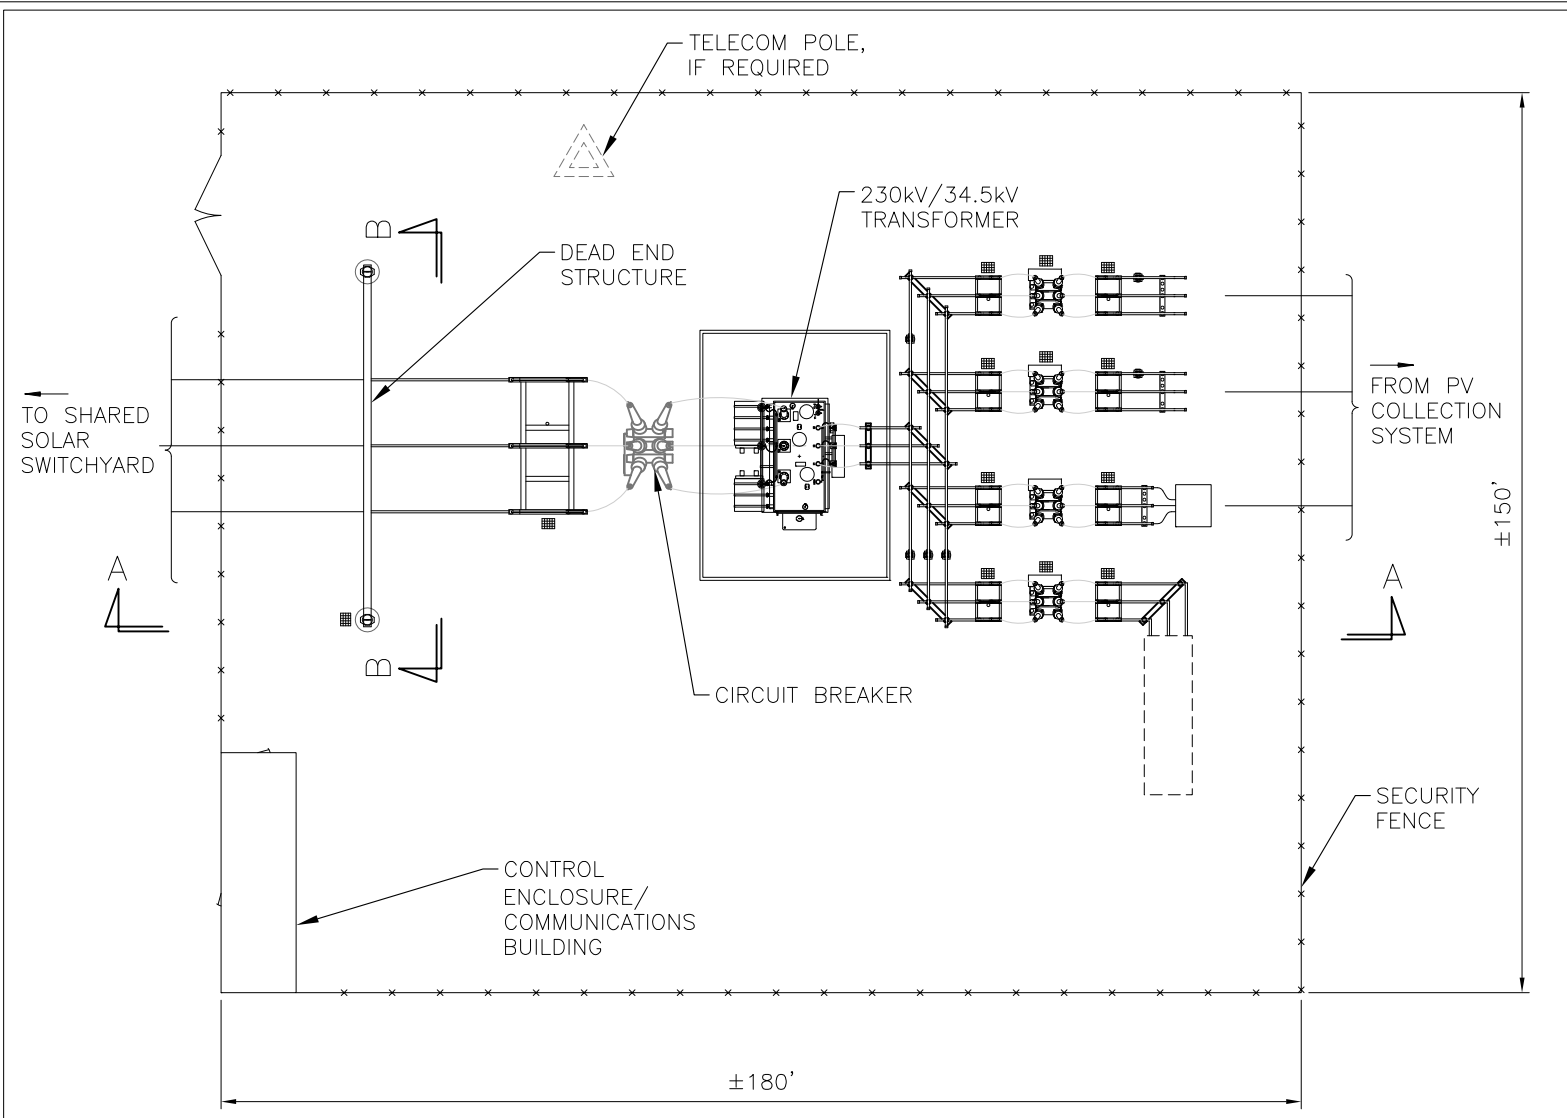 TELECOM POLE,
IF REQUIRED
230kV/34.5kV
TRANSFORMER
B
DEAD END
STRUCTURE
TO SHARED
SOLAR
SWITCHYARD
FROM PV
COLLECTION
SYSTEM
±150'
A
A
B
CIRCUIT BREAKER
SECURITY
FENCE
CONTROL
ENCLOSURE/
COMMUNICATIONS
BUILDING
±180'